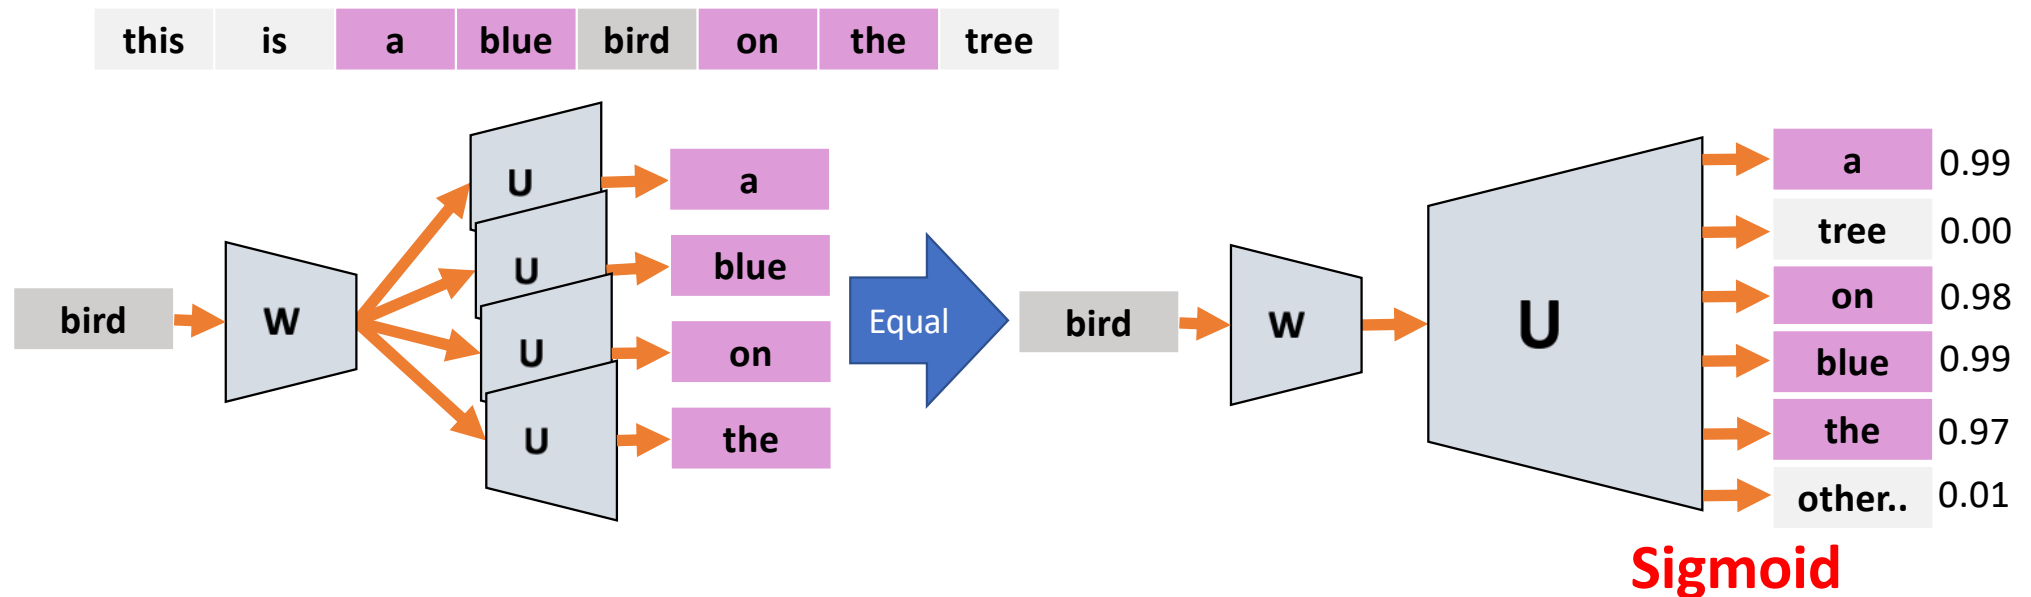 this is a blue bird on the tree
U a
U blue
bird W U on
U the
Equal
bird W U
a 0.99
tree 0.00
on 0.98
blue 0.99
the 0.97
other.. 0.01
Sigmoid